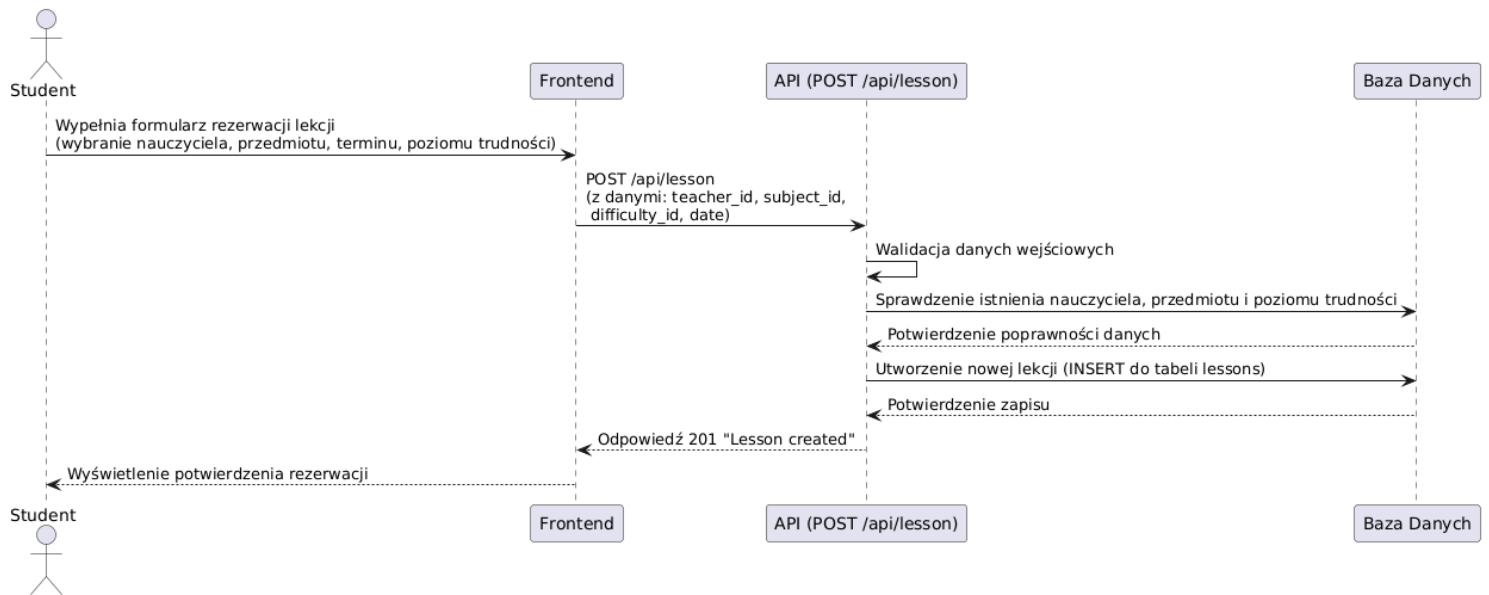 Student
Frontend
API (POST /api/lesson)
Baza Danych
Wypełnia formularz rezerwacji lekcji
(wybranie nauczyciela, przedmiotu, terminu, poziomu trudności)
POST /api/lesson
(z danymi: teacher_id, subject_id,
difficulty_id, date)
Walidacja danych wejściowych
Sprawdzenie istnienia nauczyciela, przedmiotu i poziomu trudności
Potwierdzenie poprawności danych
Utworzenie nowej lekcji (INSERT do tabeli lessons)
Potwierdzenie zapisu
Odpowiedź 201 "Lesson created"
Wyświetlenie potwierdzenia rezerwacji
Student
Frontend
API (POST /api/lesson)
Baza Danych